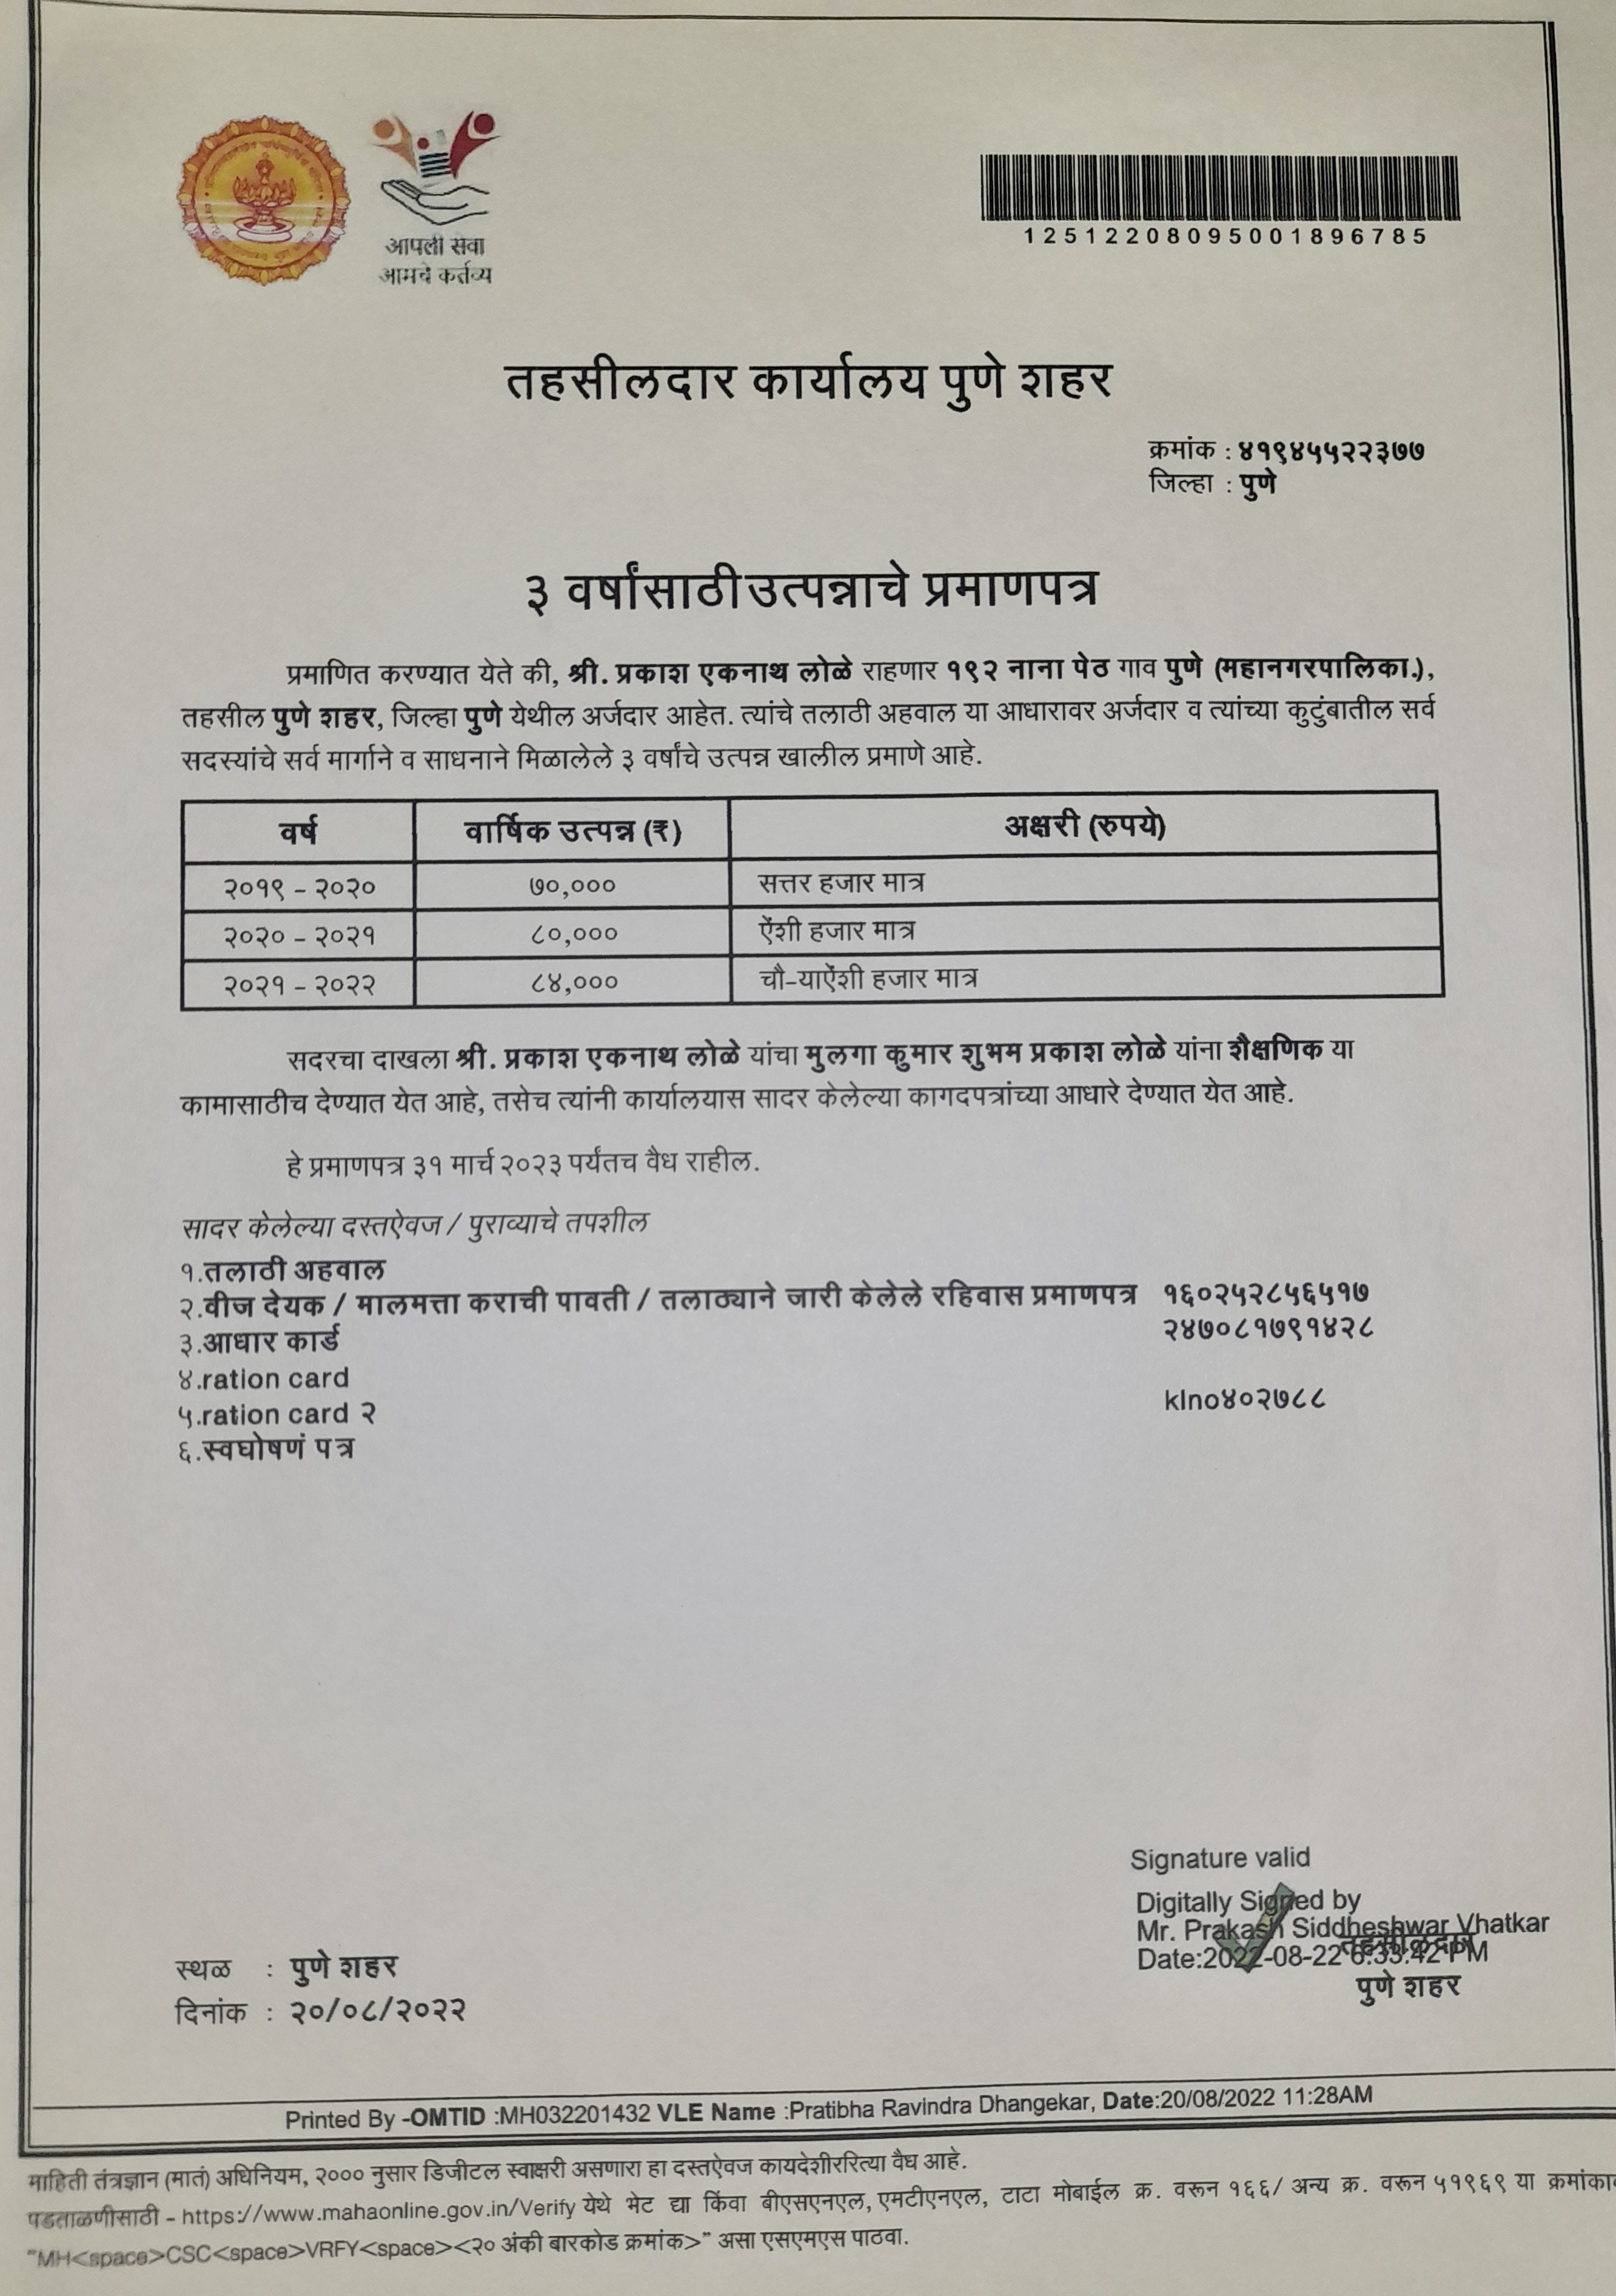 आपली सेवा
आमचे कर्तव्य
12512208095001896785
तहसीलदार कार्यालय पुणे शहर
क्रमांक : ४१९४५५२२३७७
जिल्हा : पुणे
३ वर्षांसाठी उत्पन्नाचे प्रमाणपत्र
प्रमाणित करण्यात येते की, श्री. प्रकाश एकनाथ लोळे राहणार १९२ नाना पेठ गाव पुणे (महानगरपालिका.),
तहसील पुणे शहर, जिल्हा पुणे येथील अर्जदार आहेत. त्यांचे तलाठी अहवाल या आधारावर अर्जदार व त्यांच्या कुटुंबातील सर्व
सदस्यांचे सर्व मार्गाने व साधनाने मिळालेले ३ वर्षांचे उत्पन्न खालील प्रमाणे आहे.
वर्ष वार्षिक उत्पन्न (₹) अक्षरी (रुपये)
२०१९ - २०२० ७०,००० सत्तर हजार मात्र
२०२० - २०२१ ८०,००० ऐंशी हजार मात्र
२०२१ - २०२२ ८४,००० चौ-याऐंशी हजार मात्र
सदरचा दाखला श्री. प्रकाश एकनाथ लोळे यांचा मुलगा कुमार शुभम प्रकाश लोळे यांना शैक्षणिक या
कामासाठीच देण्यात येत आहे, तसेच त्यांनी कार्यालयास सादर केलेल्या कागदपत्रांच्या आधारे देण्यात येत आहे.
हे प्रमाणपत्र ३१ मार्च २०२३ पर्यंतच वैध राहील.
सादर केलेल्या दस्तऐवज / पुराव्याचे तपशील
१.तलाठी अहवाल
२.वीज देयक / मालमत्ता कराची पावती / तलाठ्याने जारी केलेले रहिवास प्रमाणपत्र १६०२५२८५६५१७
३.आधार कार्ड २४७०८१७९१४२८
४.ration card
५.ration card २ klno४०२७८८
६.स्वघोषणं पत्र
Signature valid
Digitally Signed by
Mr. Prakash Siddheshwar Vhatkar
तहसीलदार
Date:2022-08-22 6:33:42 PM
पुणे शहर
स्थळ : पुणे शहर
दिनांक : २०/०८/२०२२
Printed By -OMTID :MH032201432 VLE Name :Pratibha Ravindra Dhangekar, Date:20/08/2022 11:28AM
माहिती तंत्रज्ञान (मातं) अधिनियम, २००० नुसार डिजीटल स्वाक्षरी असणारा हा दस्तऐवज कायदेशीररित्या वैध आहे.
पडताळणीसाठी - https://www.mahaonline.gov.in/Verify येथे भेट द्या किंवा बीएसएनएल, एमटीएनएल, टाटा मोबाईल क्र. वरून १६६/ अन्य क्र. वरून ५१९६९ या
"MH<space>CSC<space>VRFY<space><२० अंकी बारकोड क्रमांक>" असा एसएमएस पाठवा.